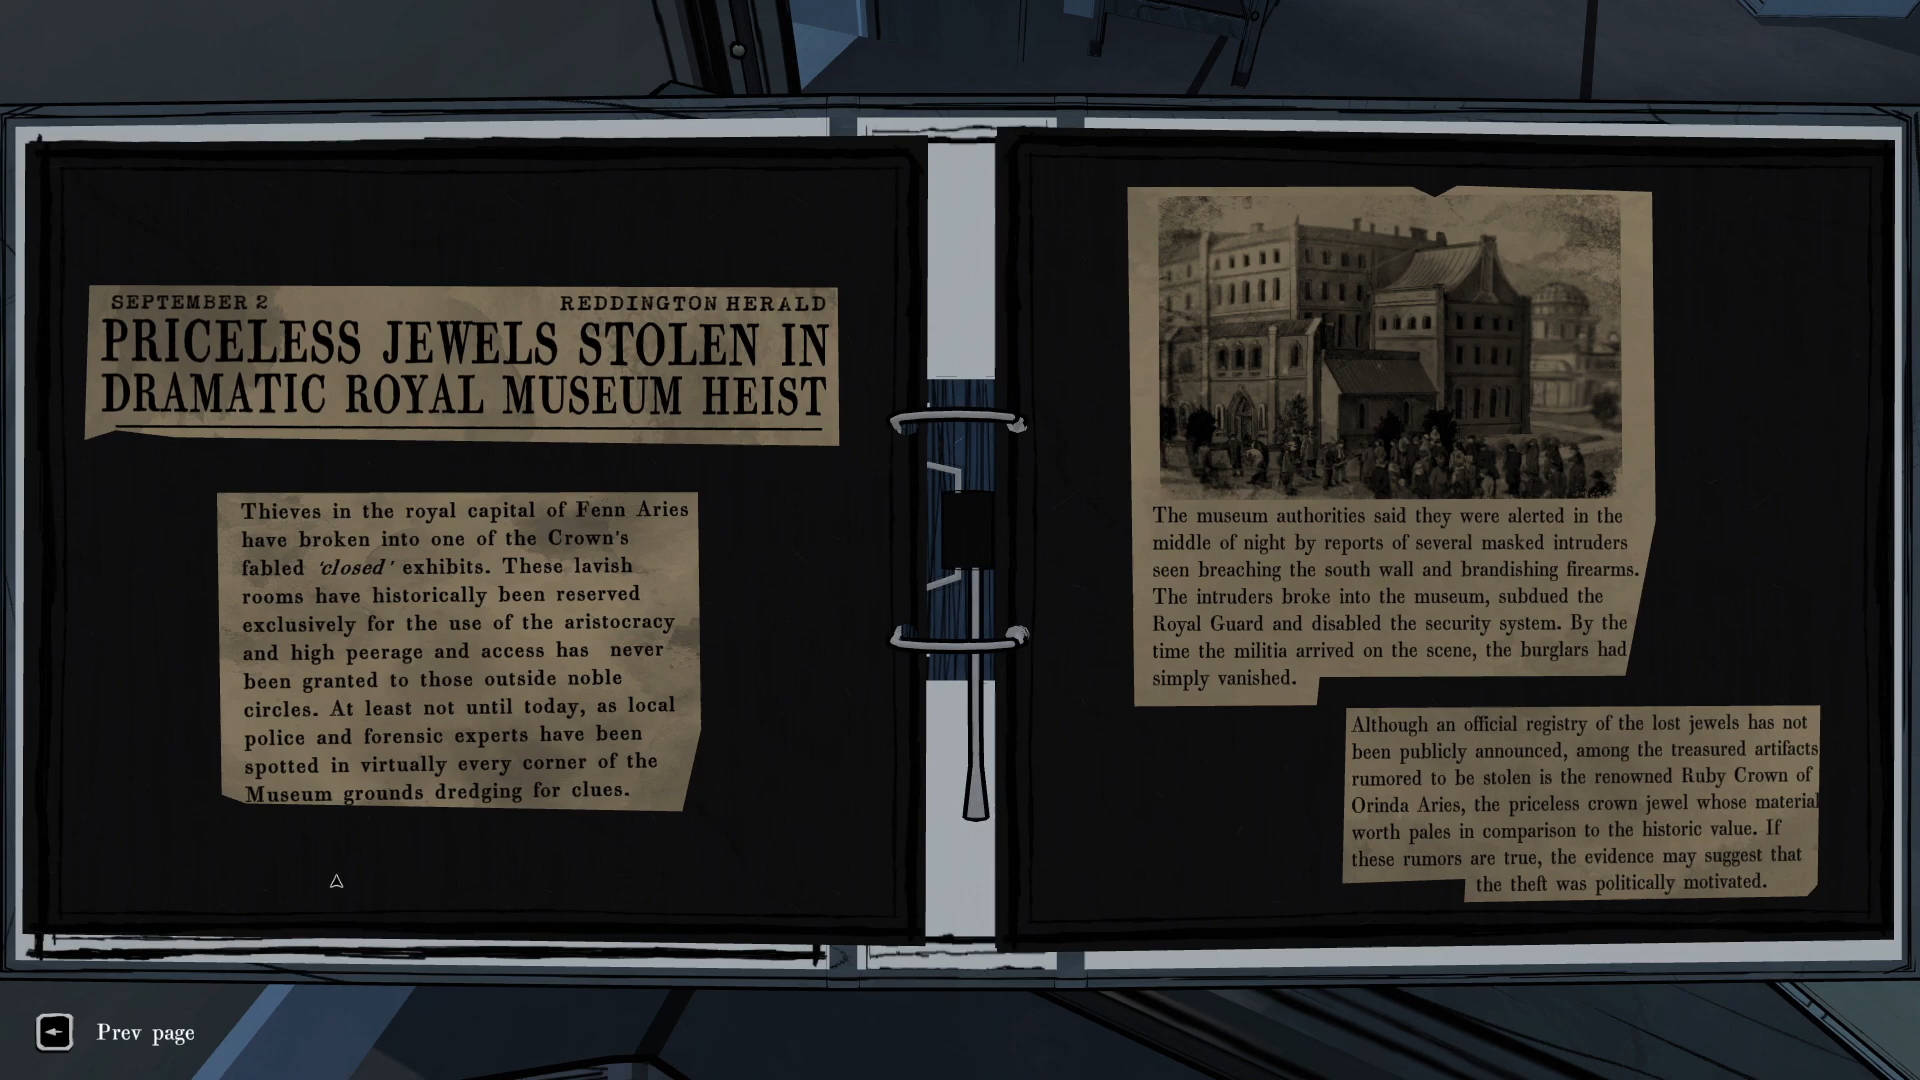 SEPTEMBER 2
REDDINGTON HERALD
PRICELESS JEWELS STOLEN IN
DRAMATIC ROYAL MUSEUM HEIST
Thieves in the royal capital of Fenn Aries
have broken into one of the Crown's
fabled 'closed' exhibits. These lavish
rooms have historically been reserved
exclusively for the use of the aristocracy
and high peerage and access has never
been granted to those outside noble
circles. At least not until today, as local
police and forensic experts have been
spotted in virtually every corner of the
Museum grounds dredging for clues.
The museum authorities said they were alerted in the
middle of night by reports of several masked intruders
seen breaching the south wall and brandishing firearms.
The intruders broke into the museum, subdued the
Royal Guard and disabled the security system. By the
time the militia arrived on the scene, the burglars had
simply vanished.
Although an official registry of the lost jewels has not
been publicly announced, among the treasured artifacts
rumored to be stolen is the renowned Ruby Crown of
Orinda Aries, the priceless crown jewel whose material
worth pales in comparison to the historic value. If
these rumors are true, the evidence may suggest that
the theft was politically motivated.
Prev page